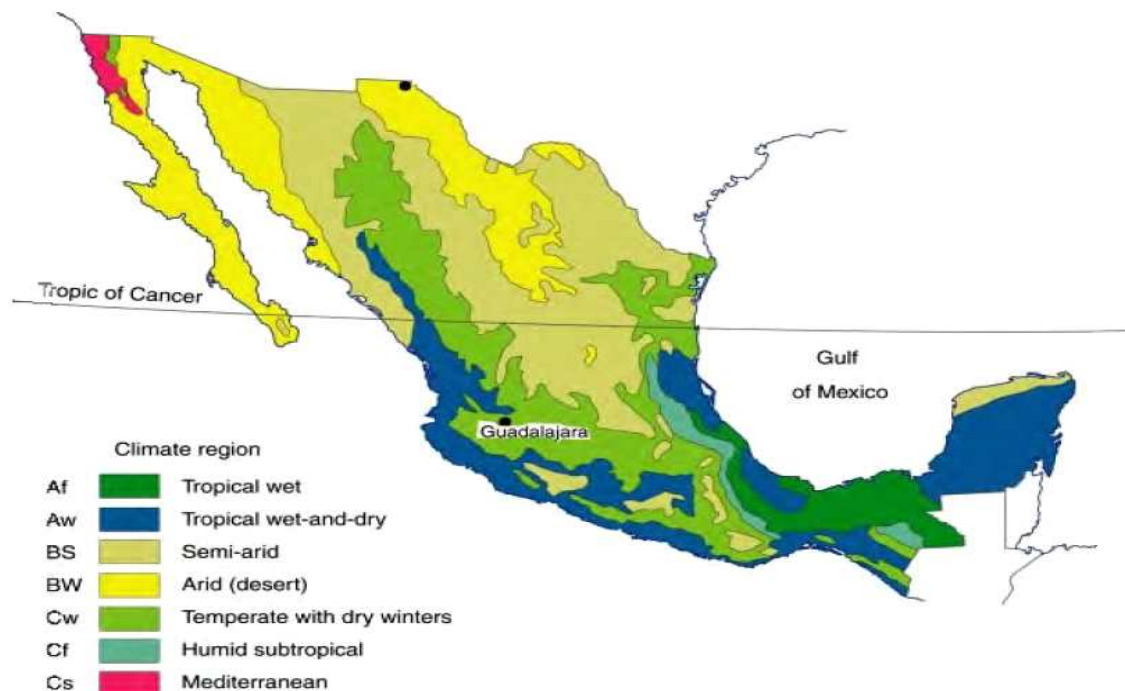 Tropic of Cancer
Gulf
of Mexico
Guadalajara
Climate region
Af Tropical wet
Aw Tropical wet-and-dry
BS Semi-arid
BW Arid (desert)
Cw Temperate with dry winters
Cf Humid subtropical
Cs Mediterranean